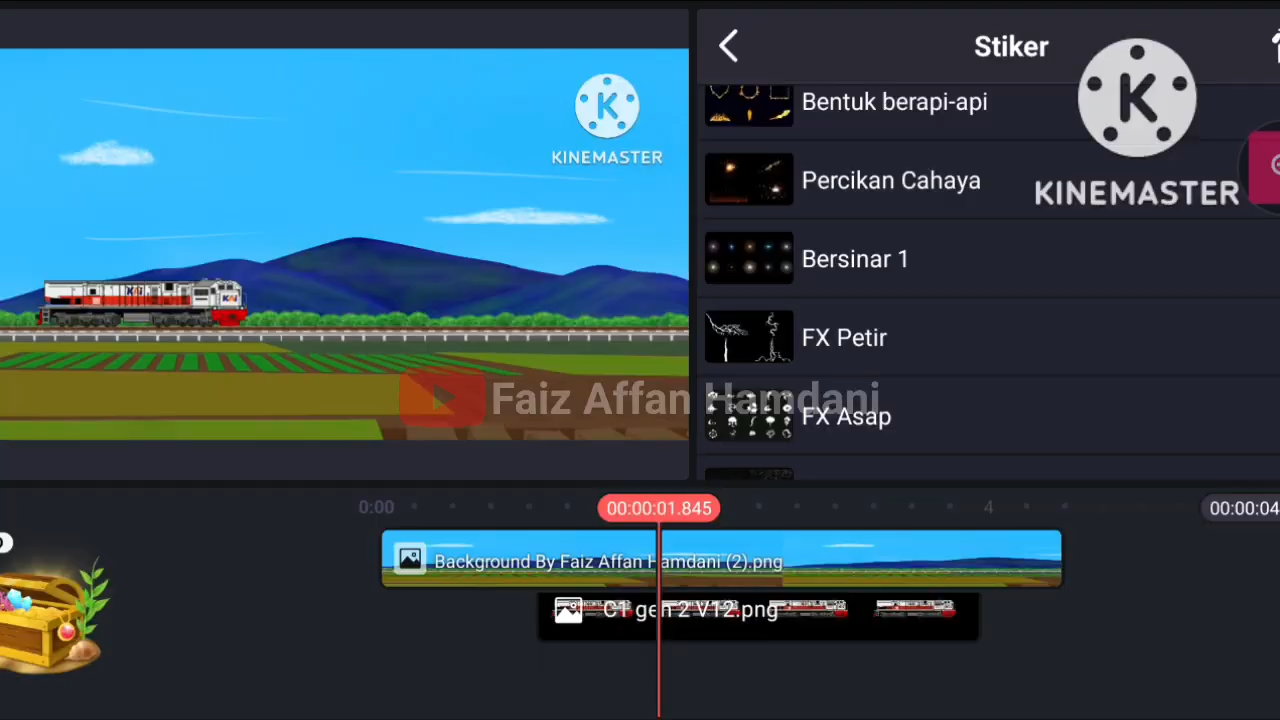 Stiker
KINEMASTER
Bentuk berapi-api
Percikan Cahaya
KINEMASTER
Bersinar 1
FX Petir
Faiz Affan Hamdani
FX Asap
0:00
00:00:01.845
4
00:00:04
Background By Faiz Affan Hamdani (2).png
C1 gen 2 V12.png